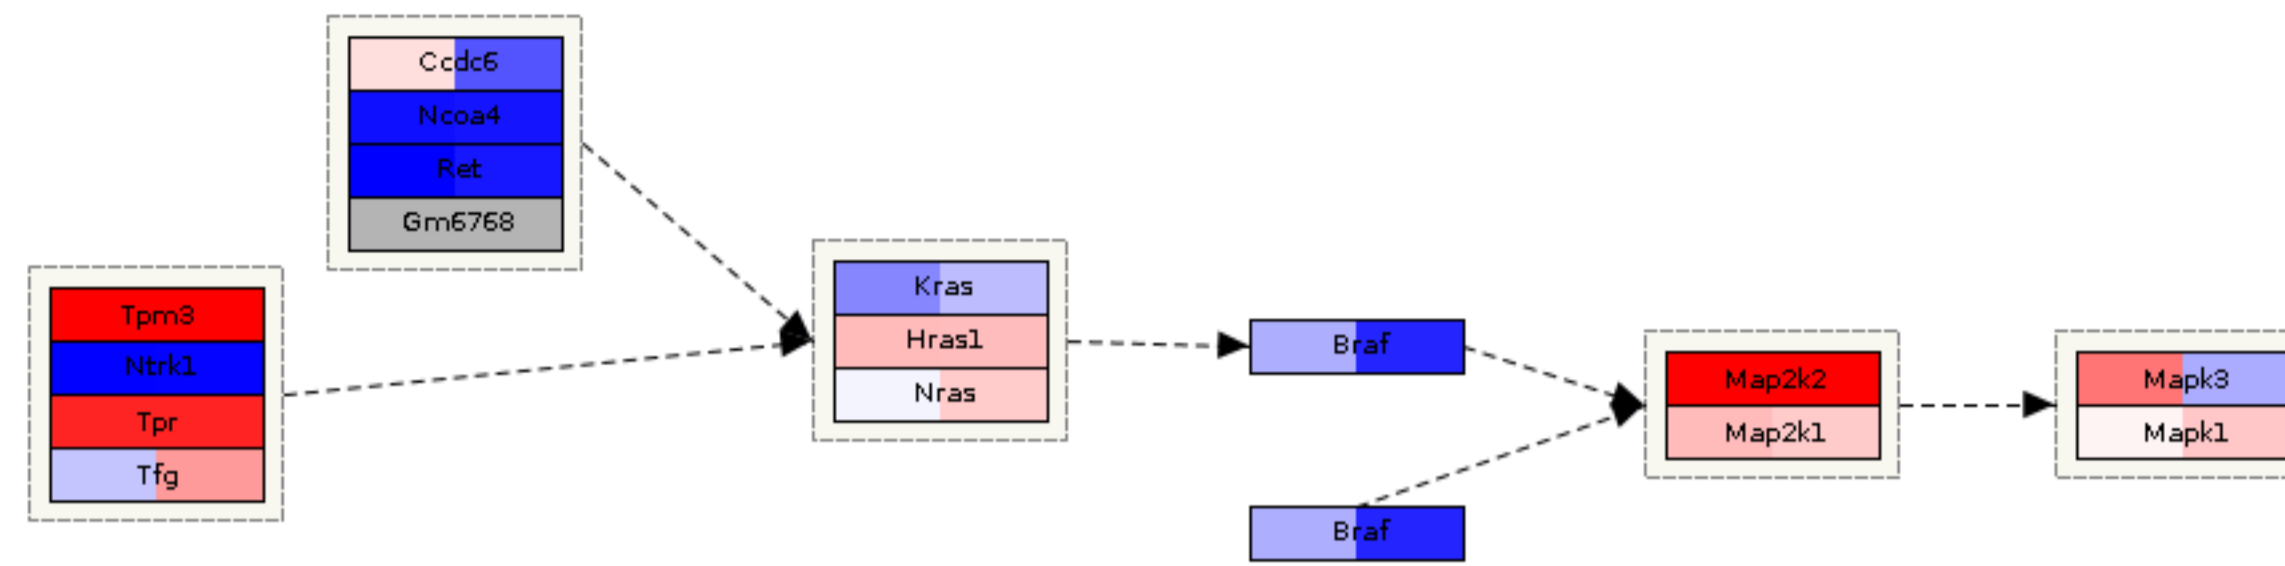 Ccdc6
Ncoa4
Ret
Gm6768
Tpm3
Ntrk1
Tpr
Tfg
Kras
Hras1
Nras
Braf
Braf
Map2k2
Map2k1
Mapk3
Mapk1